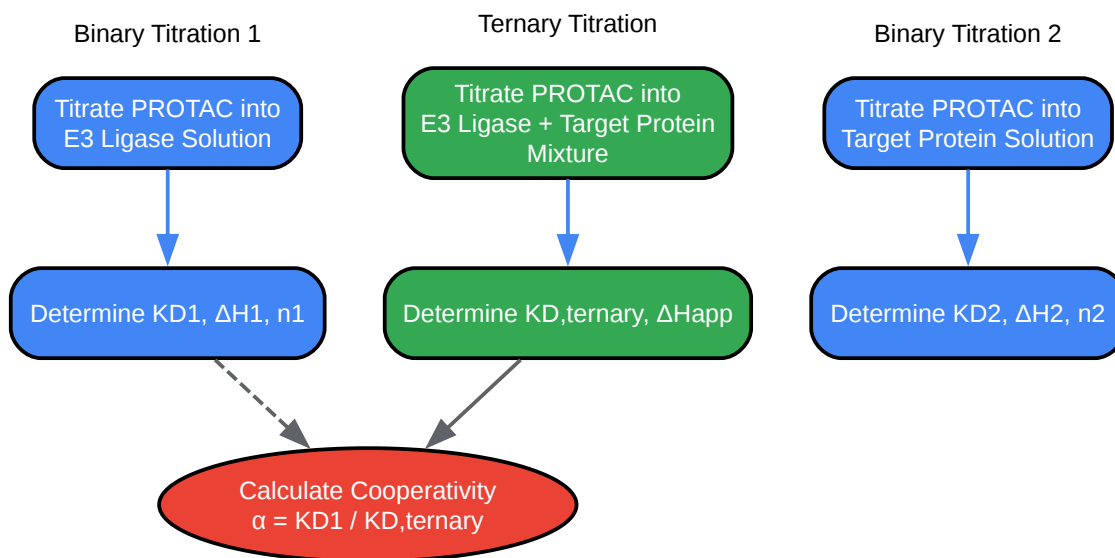 Binary Titration 1
Titrate PROTAC into
E3 Ligase Solution
Determine KD1, ΔH1, n1
Ternary Titration
Titrate PROTAC into
E3 Ligase + Target Protein
Mixture
Determine KD,ternary, ΔHapp
Binary Titration 2
Titrate PROTAC into
Target Protein Solution
Determine KD2, ΔH2, n2
Calculate Cooperativity
α = KD1 / KD,ternary